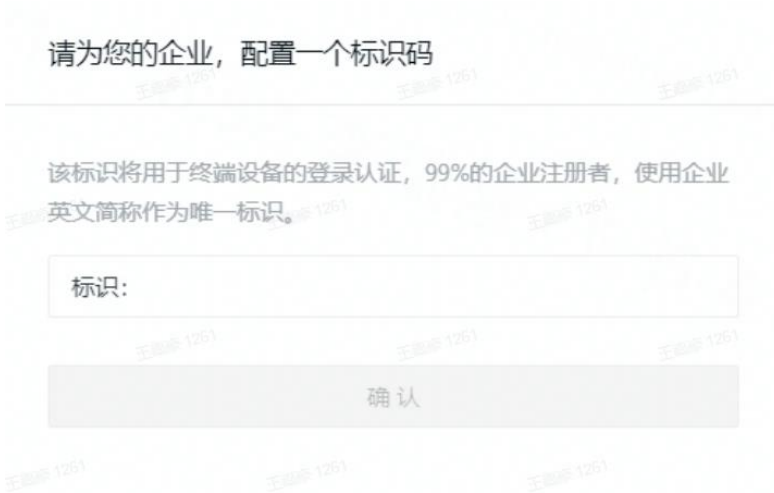 请为您的企业，配置一个标识码
该标识将用于终端设备的登录认证，99%的企业注册者，使用企业
英文简称作为唯一标识。
标识：
确认